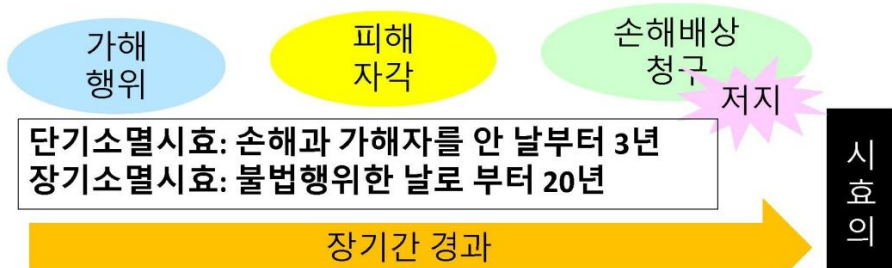 가해
행위
피해
자각
손해배상
청구
저지
단기소멸시효: 손해과 가해자를 안 날부터 3년
장기소멸시효: 불법행위한 날로 부터 20년
장기간 경과
시
효
의